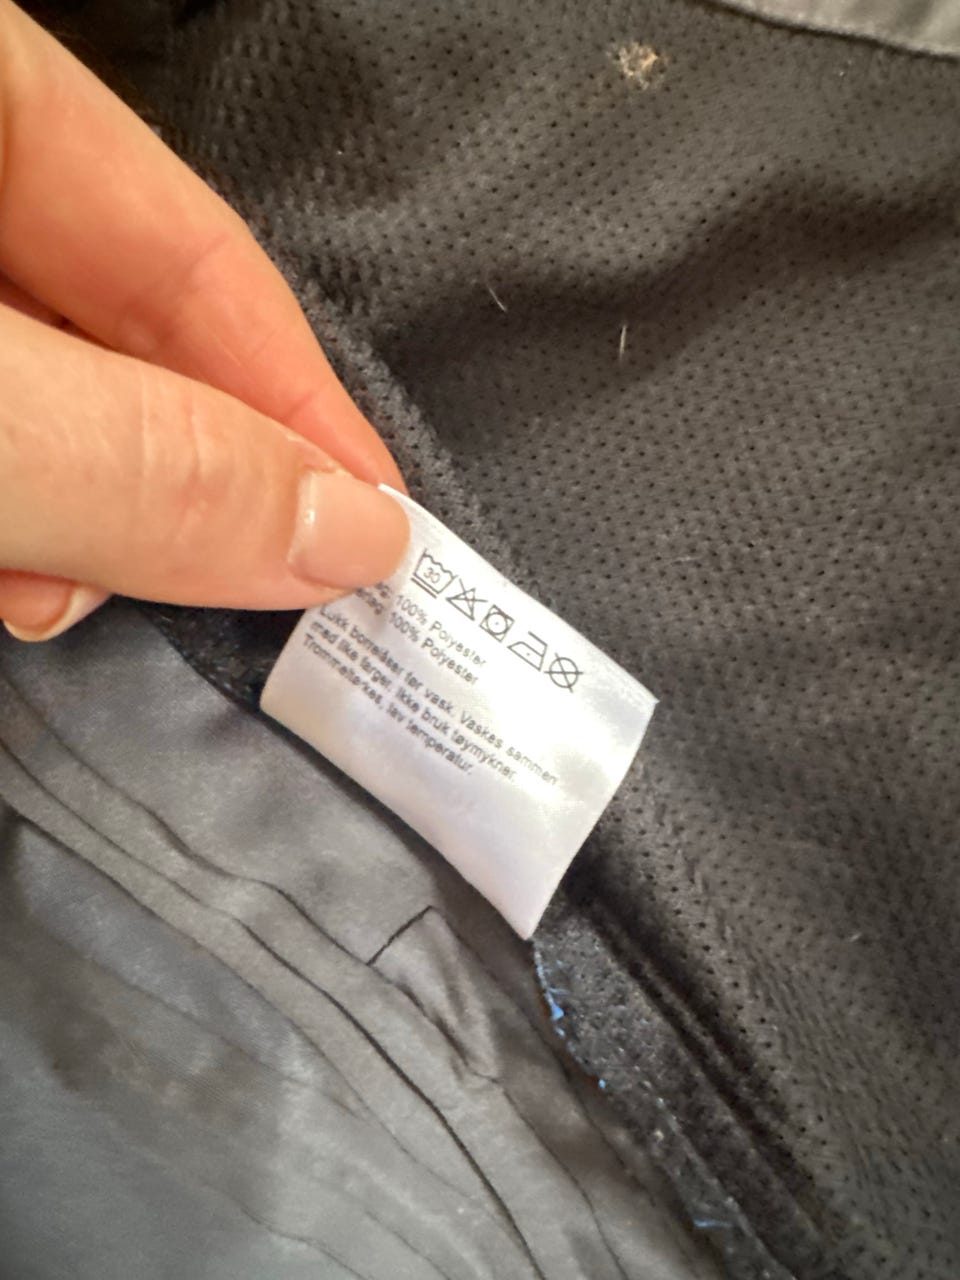 30
100% Polyester
100% Polyester
Lukk borrelåser før vask. Vaskes sammen
med like farger. Ikke bruk tøymykner.
Trommeltørkes, lav temperatur.